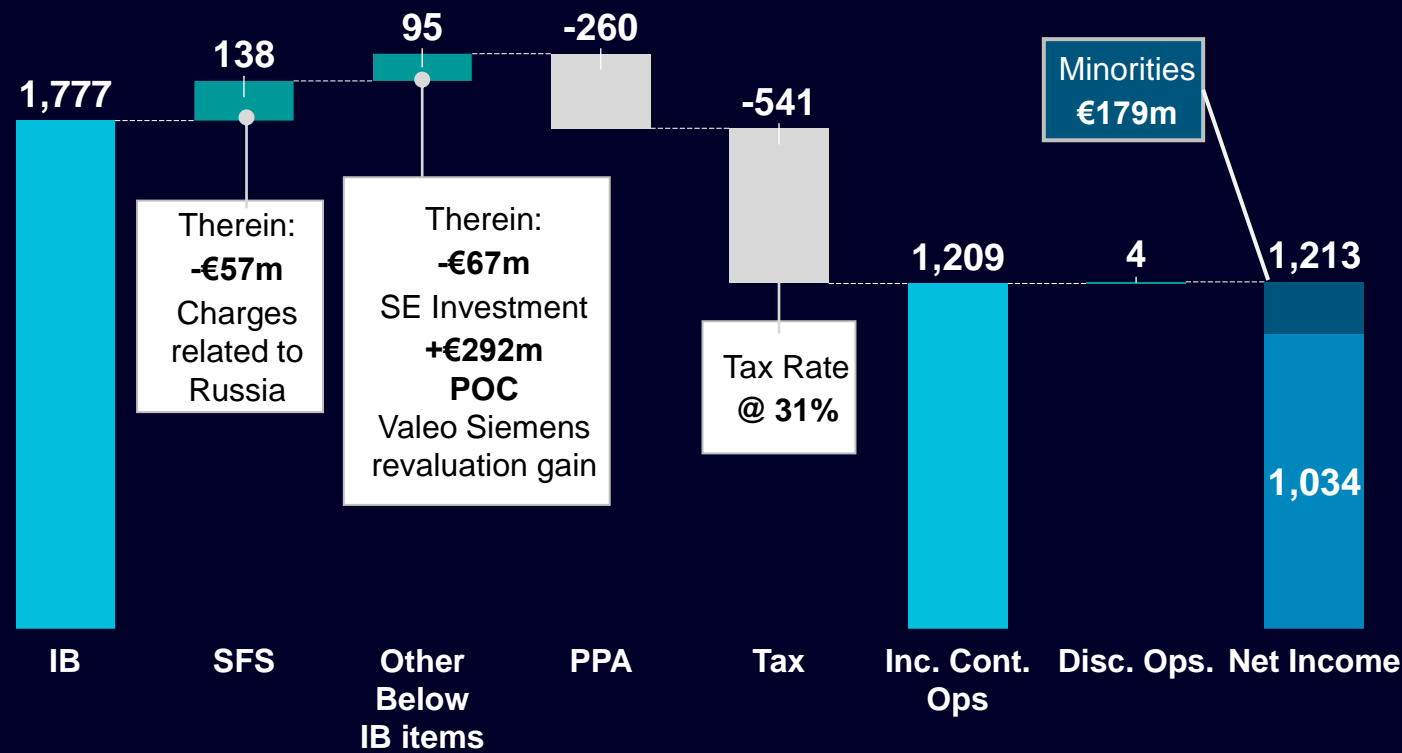 1,777
138
95
-260
-541
1,209
4
1,213
1,034
Minorities
€179m
Therein:
-€57m
Charges
related to
Russia
Therein:
-€67m
SE Investment
+€292m
POC
Valeo Siemens
revaluation gain
Tax Rate
@ 31%
IB
SFS
Other
Below
IB items
PPA
Tax
Inc. Cont.
Ops
Disc. Ops.
Net Income